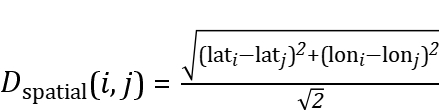 D_spatial(i, j) = √((lat_i−lat_j)²+(lon_i−lon_j)²) / √2